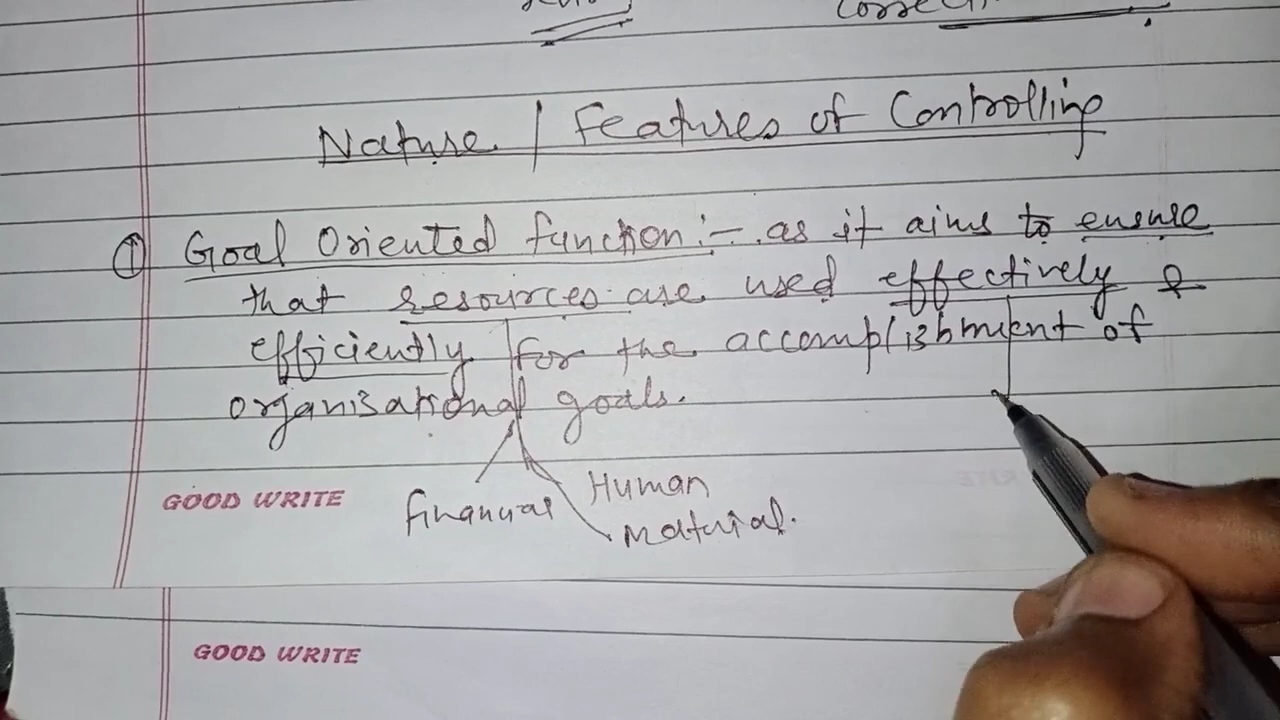 Nature / Features of Controlling
① Goal Oriented function :- as it aims to ensure
that resources are used effectively &
efficiently for the accomplishment of
organisational goals.
Financial Human
Material.
GOOD WRITE
GOOD WRITE